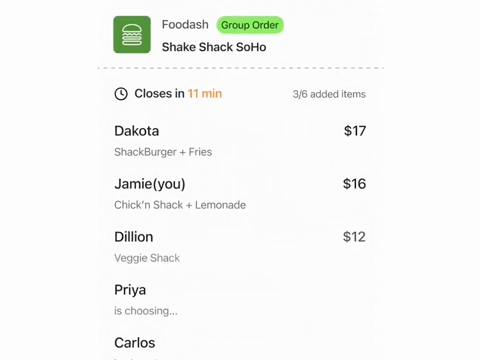 Foodash Group Order
Shake Shack SoHo
Closes in 11 min 3/6 added items
Dakota $17
ShackBurger + Fries
Jamie(you) $16
Chick'n Shack + Lemonade
Dillion $12
Veggie Shack
Priya
is choosing...
Carlos